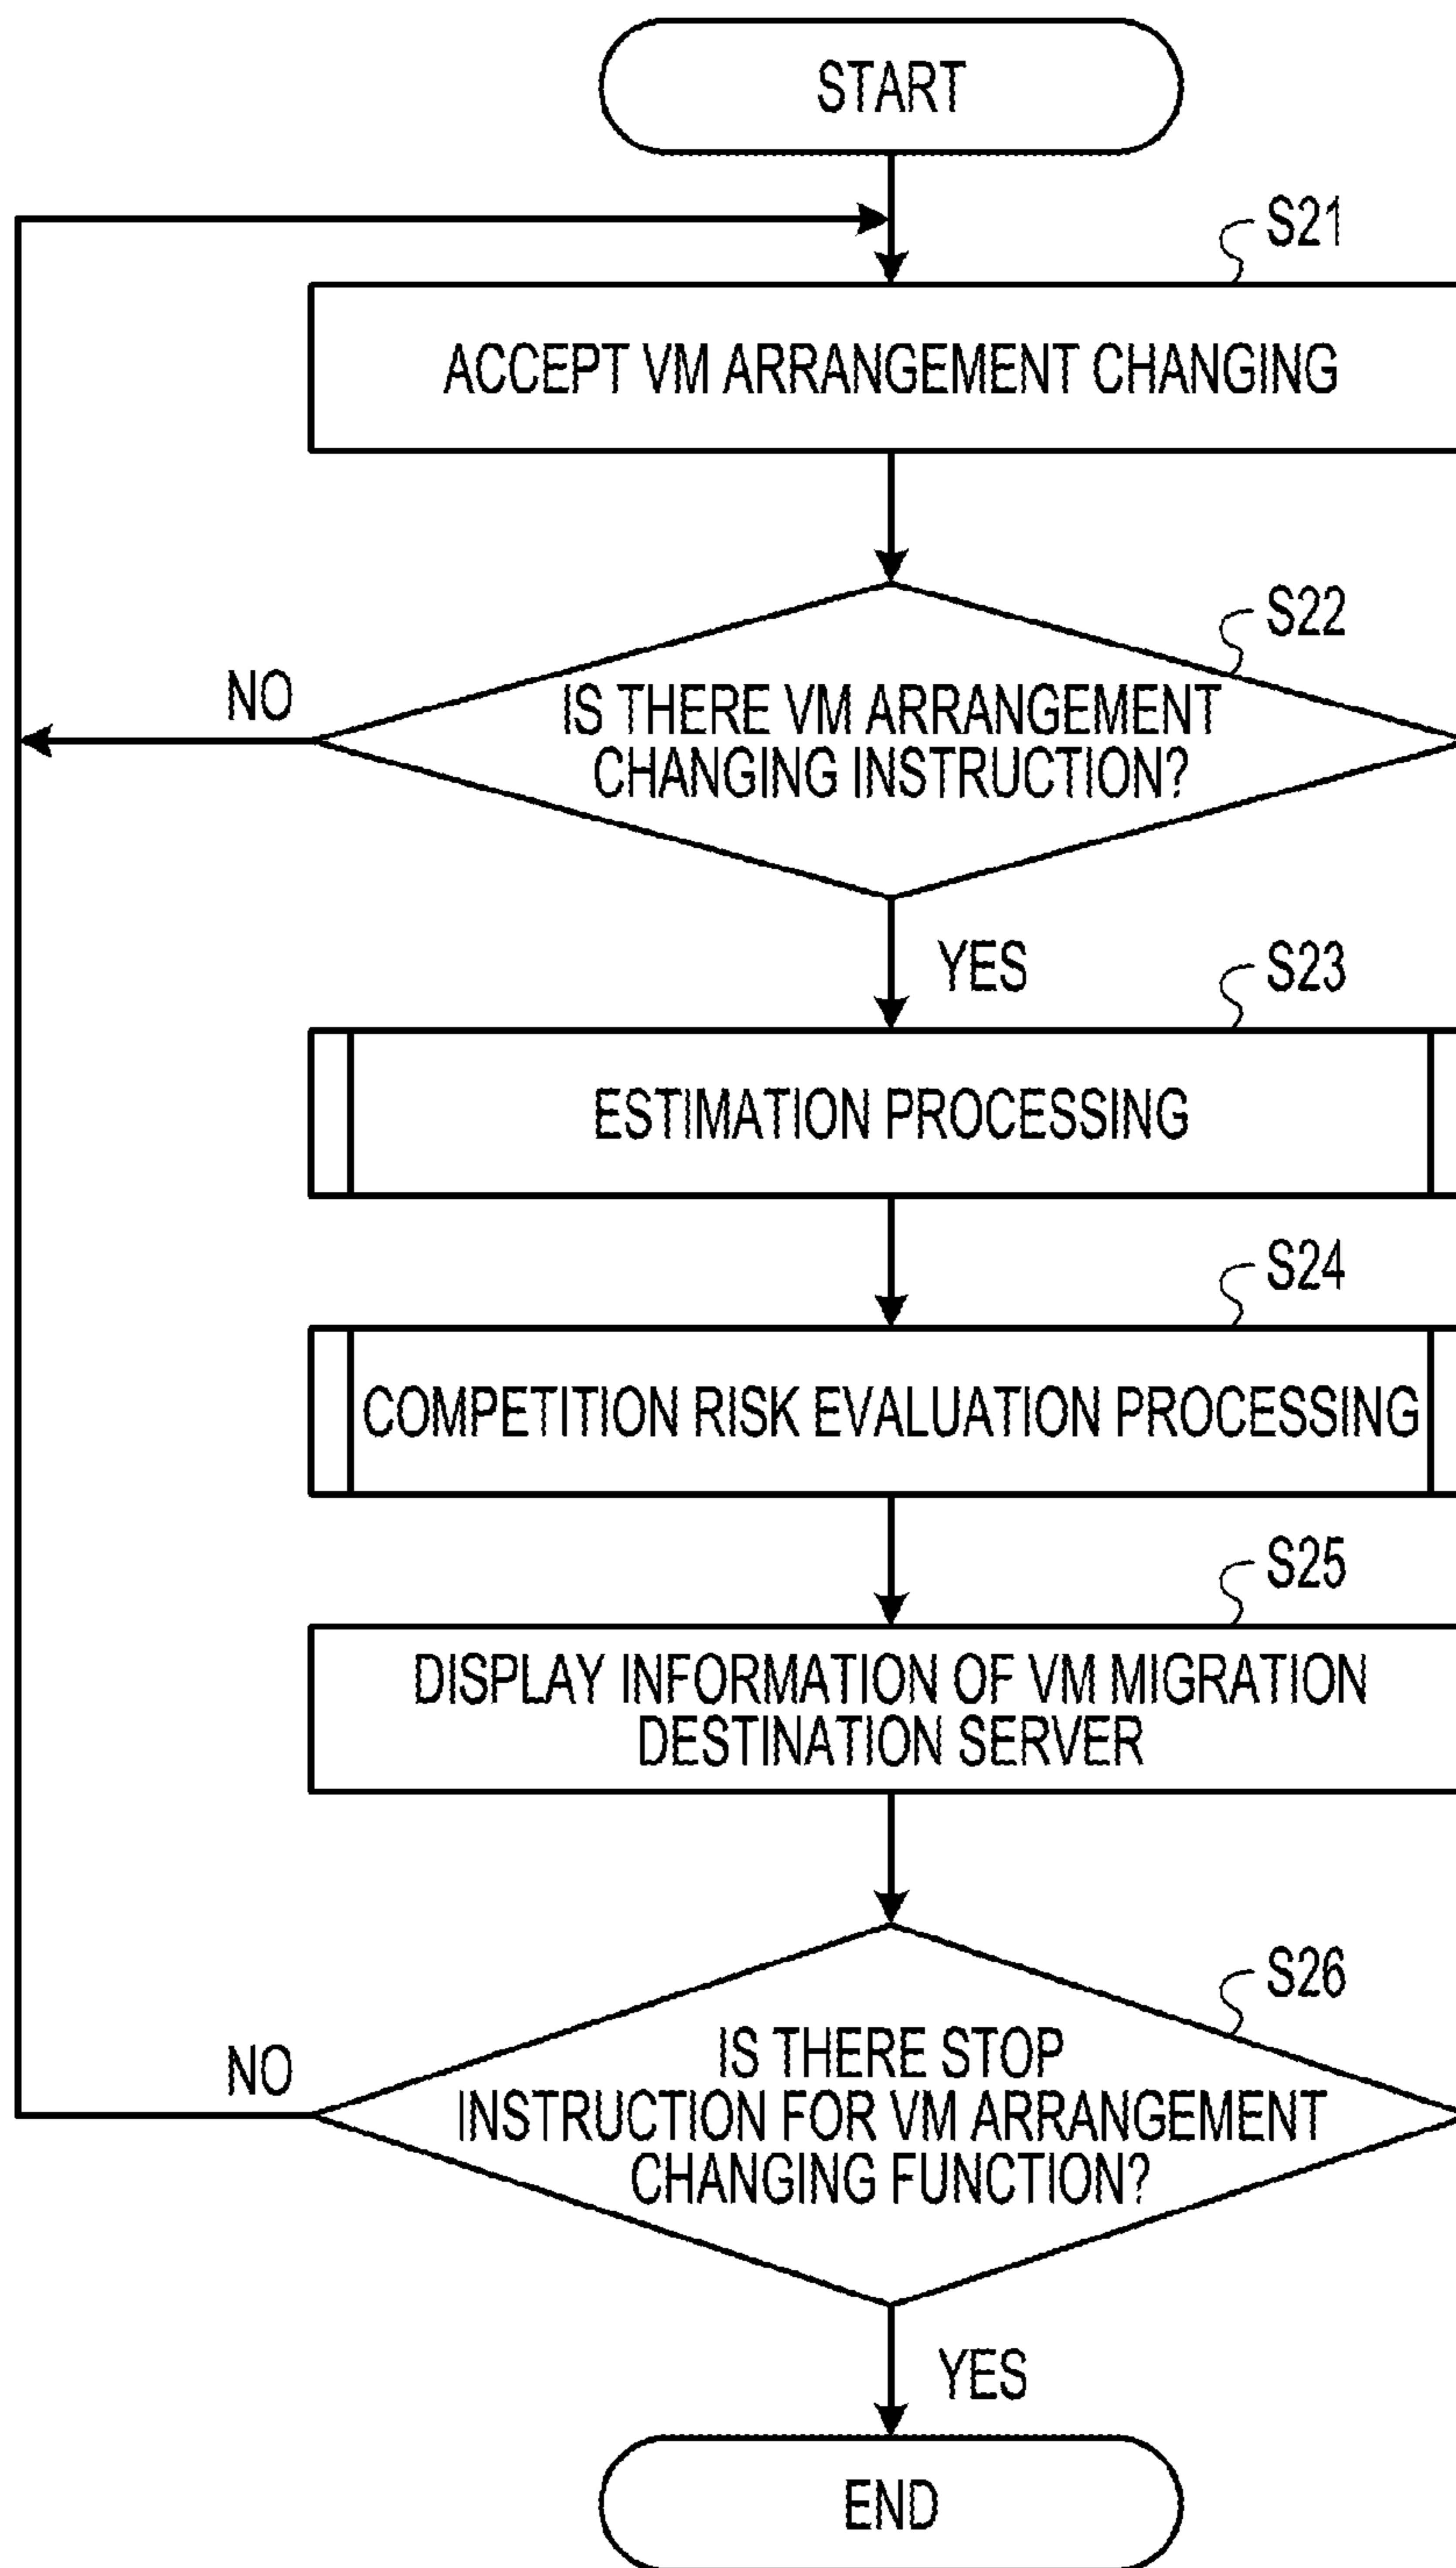 START
S21
ACCEPT VM ARRANGEMENT CHANGING
S22
NO
IS THERE VM ARRANGEMENT
CHANGING INSTRUCTION?
YES
S23
ESTIMATION PROCESSING
S24
COMPETITION RISK EVALUATION PROCESSING
S25
DISPLAY INFORMATION OF VM MIGRATION
DESTINATION SERVER
S26
NO
IS THERE STOP
INSTRUCTION FOR VM ARRANGEMENT
CHANGING FUNCTION?
YES
END